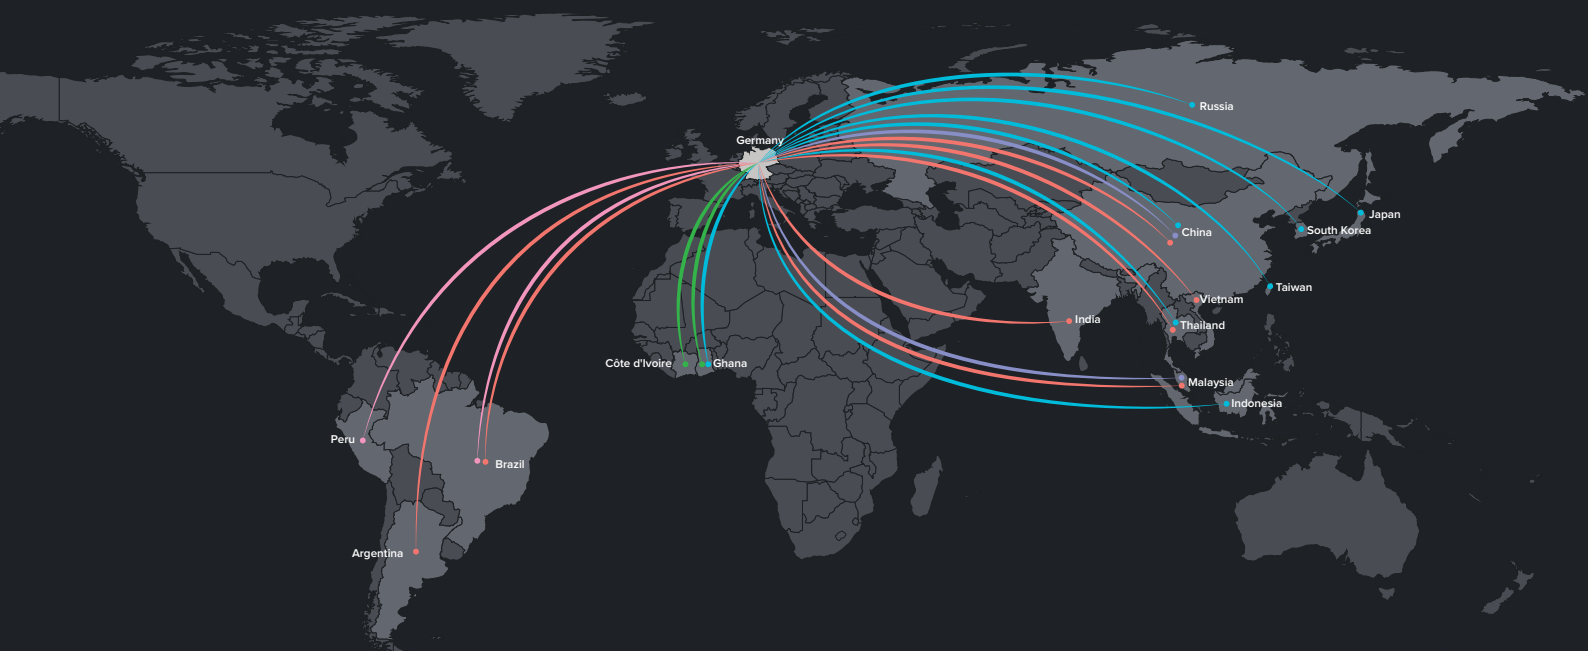 Russia
Germany
Japan
South Korea
China
Taiwan
Vietnam
India
Thailand
Côte d'Ivoire
Ghana
Malaysia
Indonesia
Peru
Brazil
Argentina